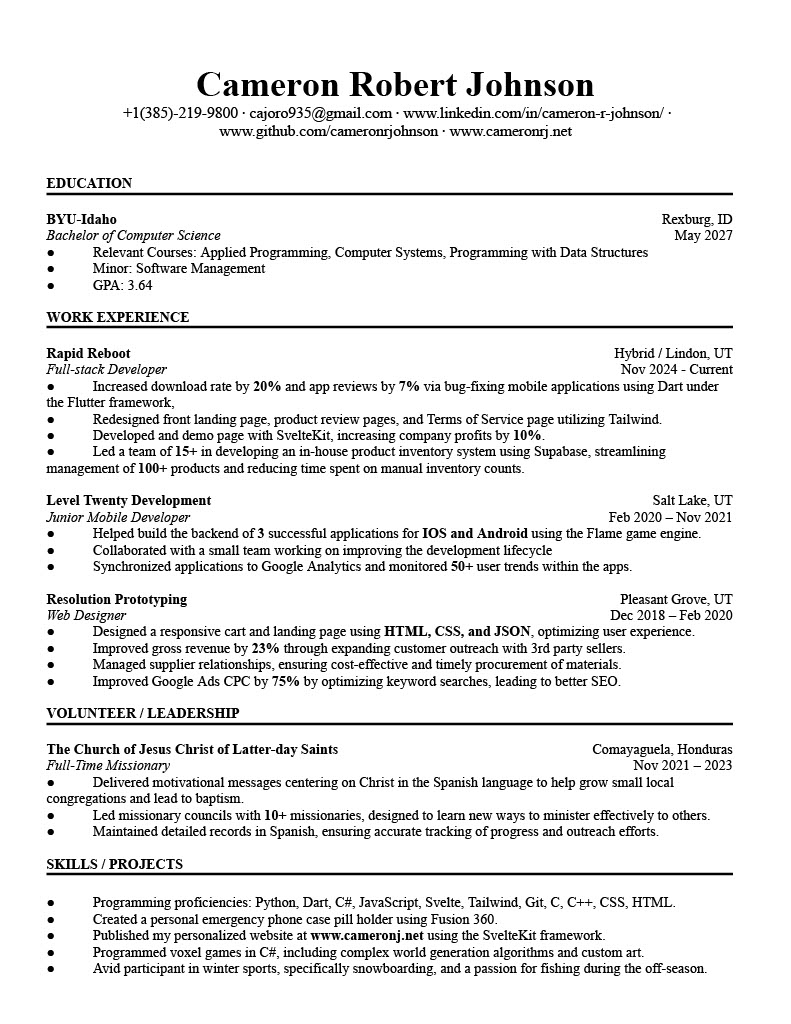 Cameron Robert Johnson
+1(385)-219-9800 · cajoro935@gmail.com · www.linkedin.com/in/cameron-r-johnson/ ·
www.github.com/cameronrjohnson · www.cameronrj.net
EDUCATION
BYU-Idaho Rexburg, ID
Bachelor of Computer Science May 2027
● Relevant Courses: Applied Programming, Computer Systems, Programming with Data Structures
● Minor: Software Management
● GPA: 3.64
WORK EXPERIENCE
Rapid Reboot Hybrid / Lindon, UT
Full-stack Developer Nov 2024 - Current
● Increased download rate by 20% and app reviews by 7% via bug-fixing mobile applications using Dart under
the Flutter framework,
● Redesigned front landing page, product review pages, and Terms of Service page utilizing Tailwind.
● Developed and demo page with SvelteKit, increasing company profits by 10%.
● Led a team of 15+ in developing an in-house product inventory system using Supabase, streamlining
management of 100+ products and reducing time spent on manual inventory counts.
Level Twenty Development Salt Lake, UT
Junior Mobile Developer Feb 2020 – Nov 2021
● Helped build the backend of 3 successful applications for IOS and Android using the Flame game engine.
● Collaborated with a small team working on improving the development lifecycle
● Synchronized applications to Google Analytics and monitored 50+ user trends within the apps.
Resolution Prototyping Pleasant Grove, UT
Web Designer Dec 2018 – Feb 2020
● Designed a responsive cart and landing page using HTML, CSS, and JSON, optimizing user experience.
● Improved gross revenue by 23% through expanding customer outreach with 3rd party sellers.
● Managed supplier relationships, ensuring cost-effective and timely procurement of materials.
● Improved Google Ads CPC by 75% by optimizing keyword searches, leading to better SEO.
VOLUNTEER / LEADERSHIP
The Church of Jesus Christ of Latter-day Saints Comayaguela, Honduras
Full-Time Missionary Nov 2021 – 2023
● Delivered motivational messages centering on Christ in the Spanish language to help grow small local
congregations and lead to baptism.
● Led missionary councils with 10+ missionaries, designed to learn new ways to minister effectively to others.
● Maintained detailed records in Spanish, ensuring accurate tracking of progress and outreach efforts.
SKILLS / PROJECTS
● Programming proficiencies: Python, Dart, C#, JavaScript, Svelte, Tailwind, Git, C, C++, CSS, HTML.
● Created a personal emergency phone case pill holder using Fusion 360.
● Published my personalized website at www.cameronj.net using the SvelteKit framework.
● Programmed voxel games in C#, including complex world generation algorithms and custom art.
● Avid participant in winter sports, specifically snowboarding, and a passion for fishing during the off-season.